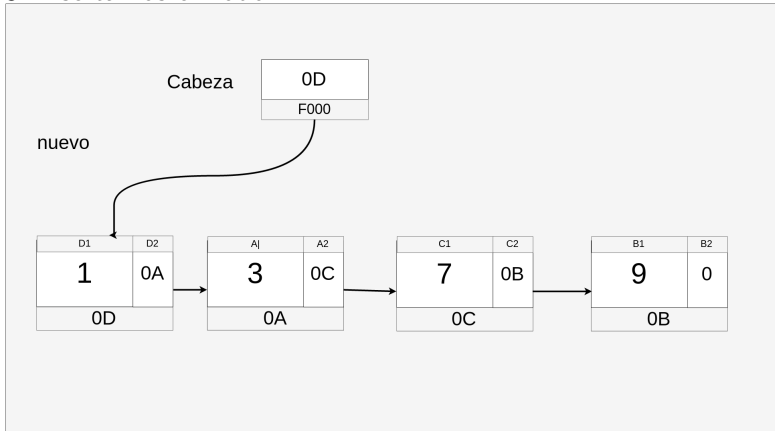 Cabeza
0D
F000
nuevo
D1 D2 A| A2 C1 C2 B1 B2
1 0A 3 0C 7 0B 9 0
0D 0A 0C 0B